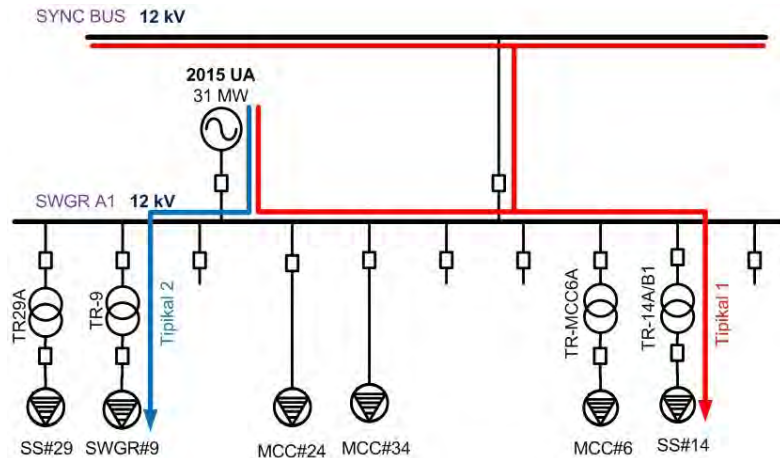 SYNC BUS 12 kV
2015 UA
31 MW
SWGR A1 12 kV
TR29A
TR-9
Tipikal 2
TR-MCC6A
TR-14A/B1
Tipikal 1
SS#29
SWGR#9
MCC#24
MCC#34
MCC#6
SS#14